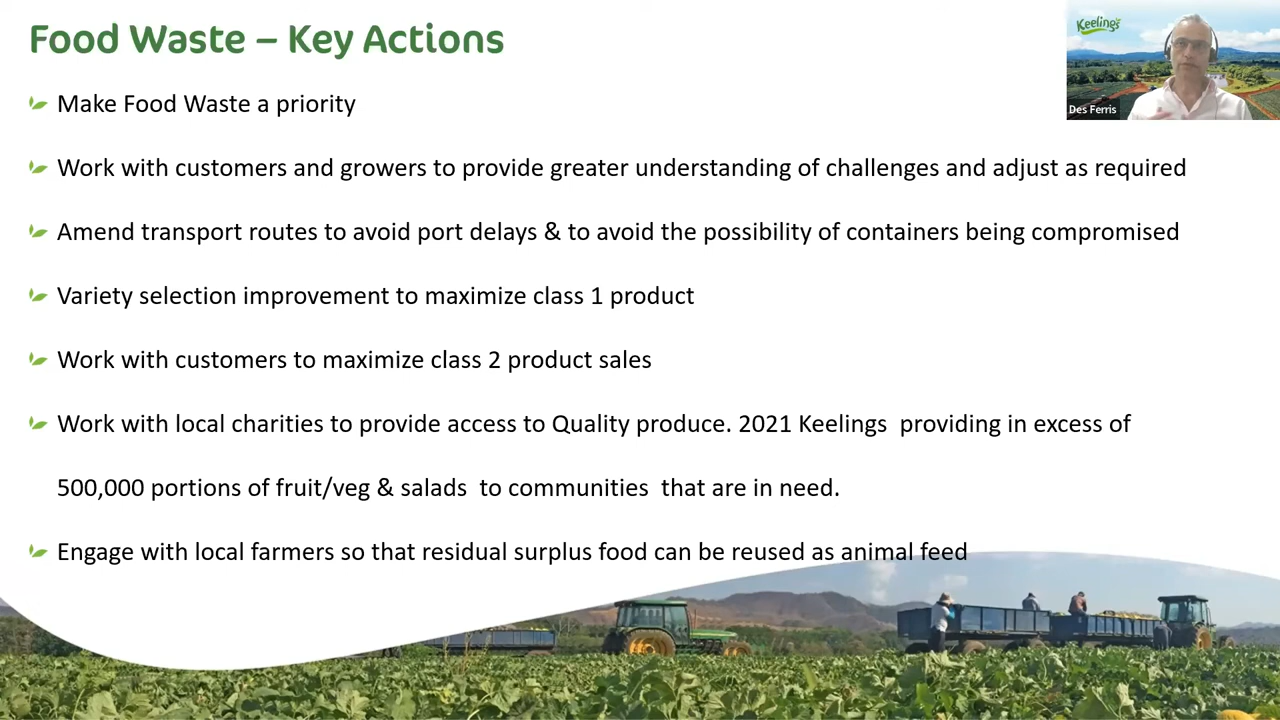 Food Waste – Key Actions
Keelings
Des Ferris
Make Food Waste a priority
Work with customers and growers to provide greater understanding of challenges and adjust as required
Amend transport routes to avoid port delays & to avoid the possibility of containers being compromised
Variety selection improvement to maximize class 1 product
Work with customers to maximize class 2 product sales
Work with local charities to provide access to Quality produce. 2021 Keelings  providing in excess of
500,000 portions of fruit/veg & salads  to communities  that are in need.
Engage with local farmers so that residual surplus food can be reused as animal feed